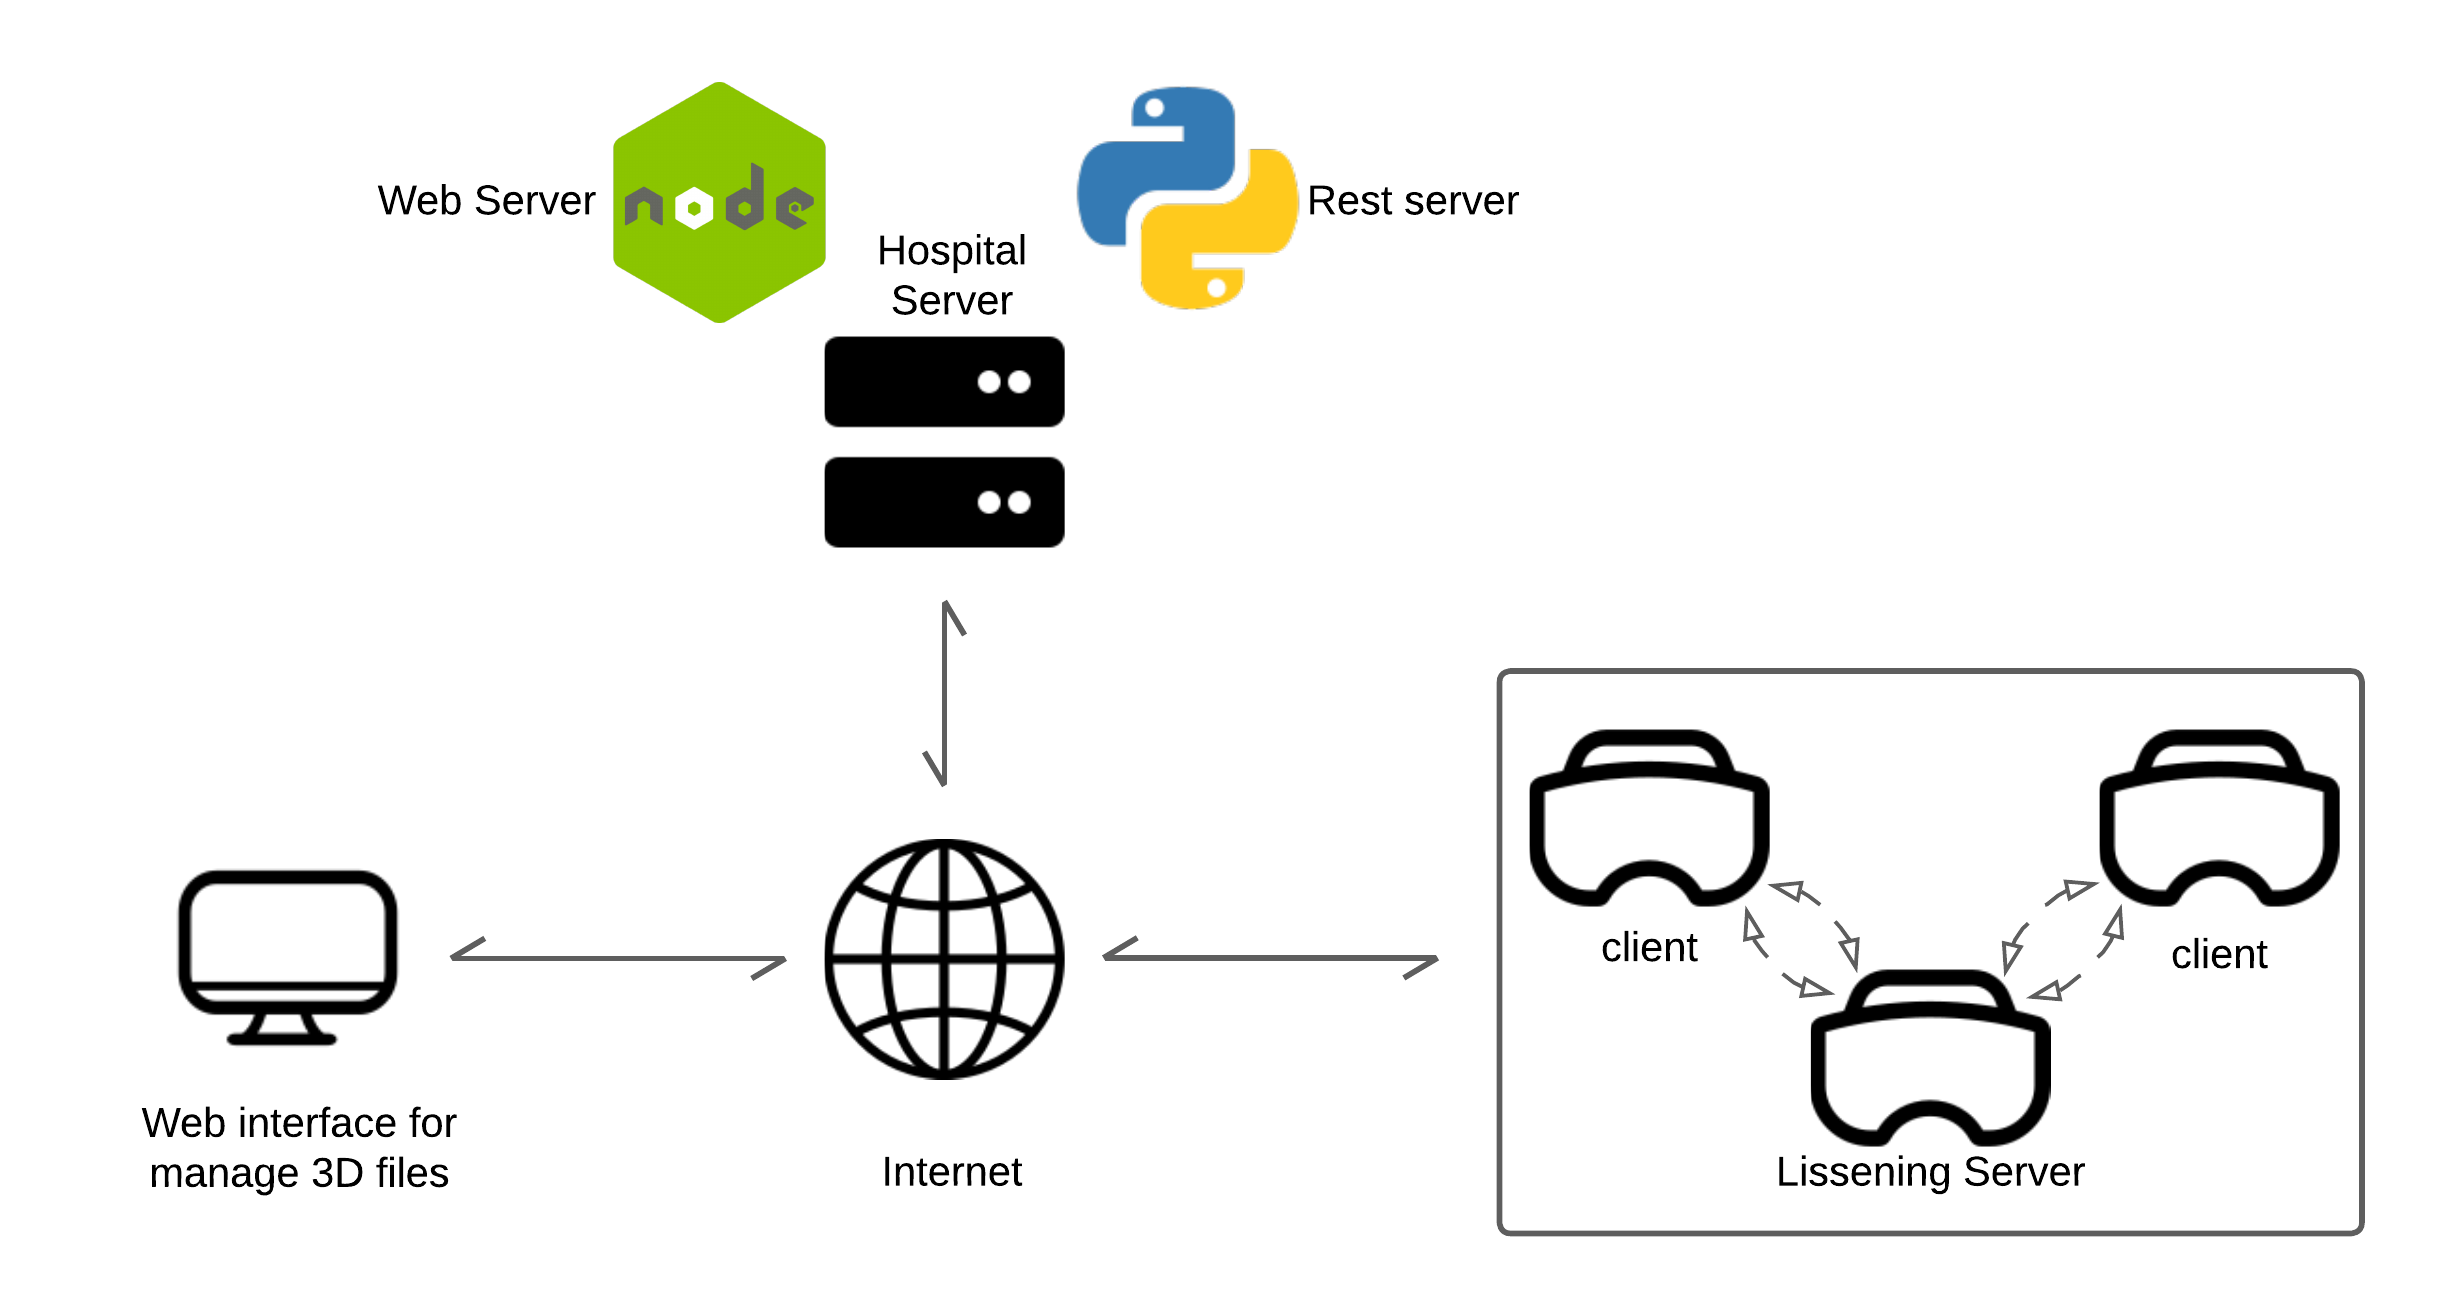 Web Server
node
Rest server
Hospital
Server
client
client
Web interface for
manage 3D files
Internet
Lissening Server